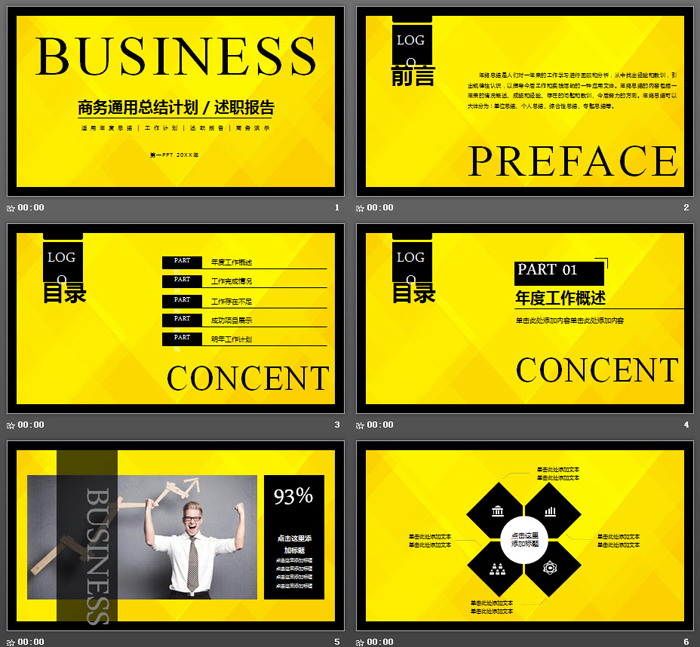 BUSINESS
商务通用总结计划 / 述职报告
适用年度总结 | 工作计划 | 述职报告 | 商务演示
第一PPT 20XX年
00:00
1
LOG
前言
年终总结是人们对一年来的工作学习进行回顾和分析，从中找出经验和教训，引
出规律性认识，以指导今后工作和实践活动的一种应用文体。年终总结的内容包括一
年来的情况概述、成绩和经验、存在的问题和教训、今后努力的方向。年终总结可以
大体分为：单位总结、个人总结、综合性总结、专题总结等。
PREFACE
00:00
2
LOG
O
目录
PART
年度工作概述
PART
工作完成情况
PART
工作存在不足
PART
成功项目展示
PART
明年工作计划
CONCENT
00:00
3
LOG
O
目录
PART 01
年度工作概述
单击此处添加内容单击此处添加内容
CONCENT
00:00
4
BUSINESS
93%
点击这里添
加标题
点击这里添加标题
点击这里添加标题
点击这里添加标题
点击这里添加标题
00:00
5
单击此处添加文本
单击此处添加文本
单击此处添加文本
单击此处添加文本
点击这里
添加标题
单击此处添加文本
单击此处添加文本
单击此处添加文本
单击此处添加文本
00:00
6